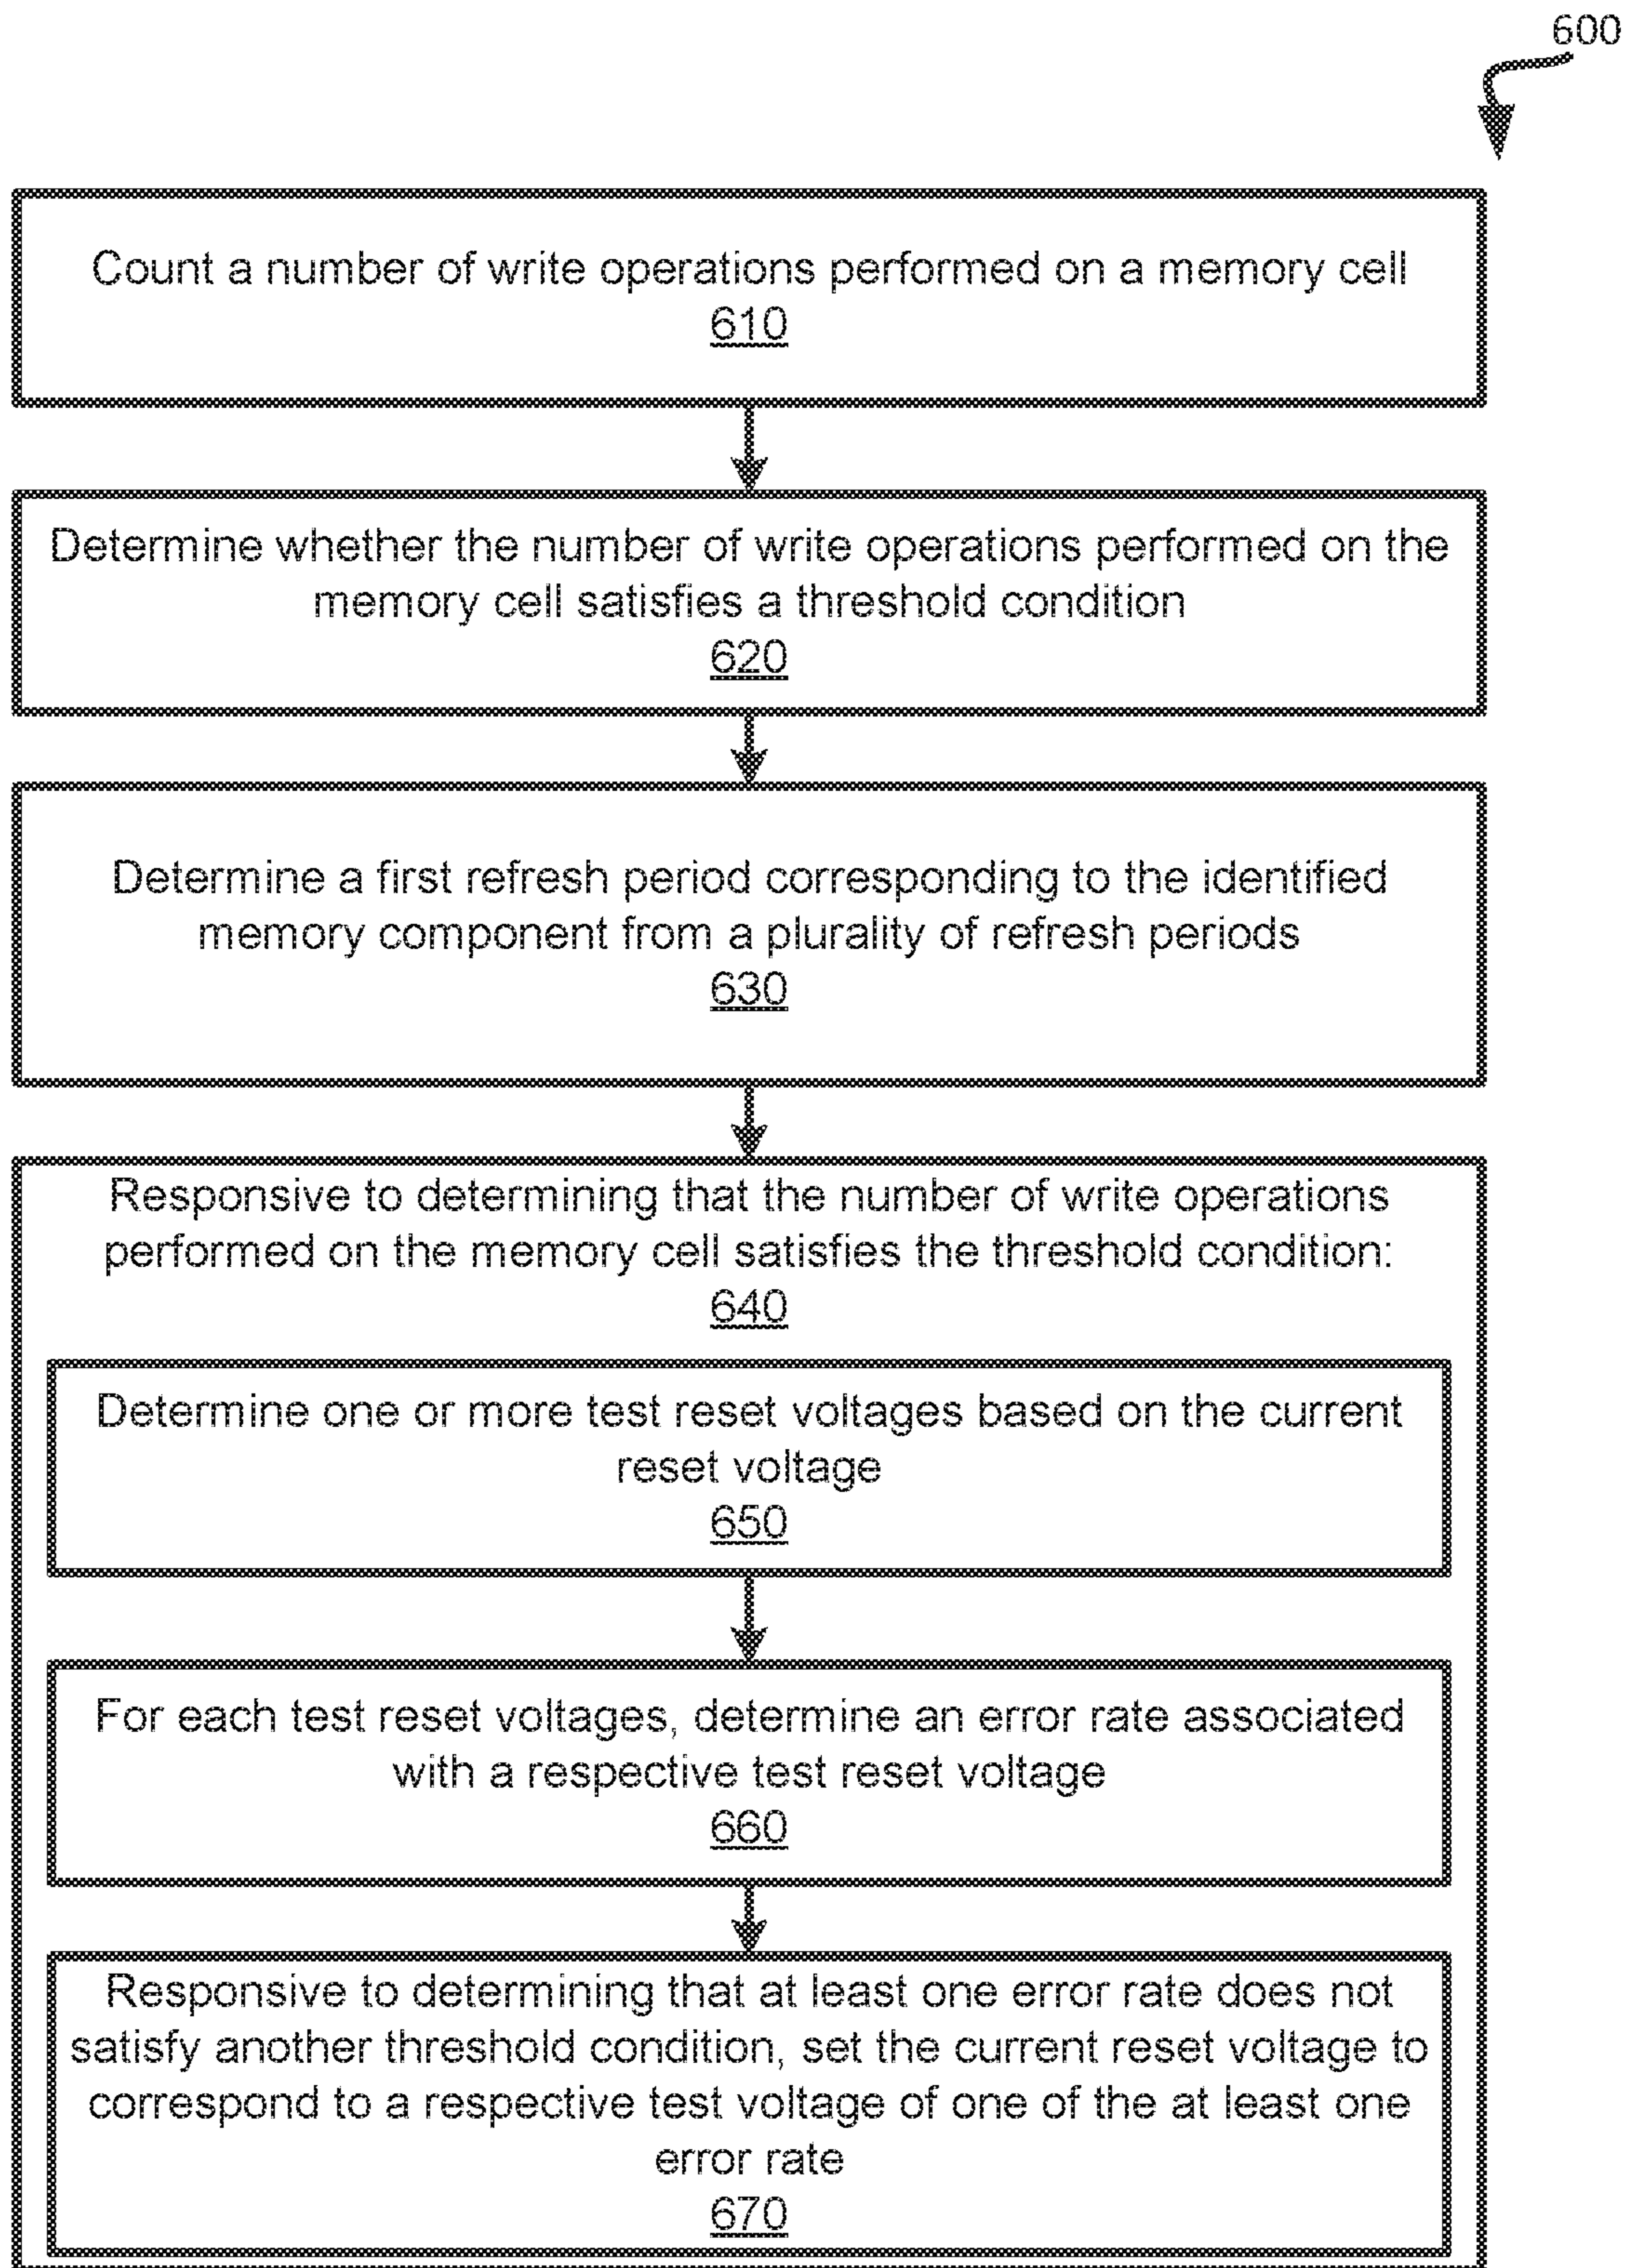 600
Count a number of write operations performed on a memory cell
610
Determine whether the number of write operations performed on the
memory cell satisfies a threshold condition
620
Determine a first refresh period corresponding to the identified
memory component from a plurality of refresh periods
630
Responsive to determining that the number of write operations
performed on the memory cell satisfies the threshold condition:
640
Determine one or more test reset voltages based on the current
reset voltage
650
For each test reset voltages, determine an error rate associated
with a respective test reset voltage
660
Responsive to determining that at least one error rate does not
satisfy another threshold condition, set the current reset voltage to
correspond to a respective test voltage of one of the at least one
error rate
670